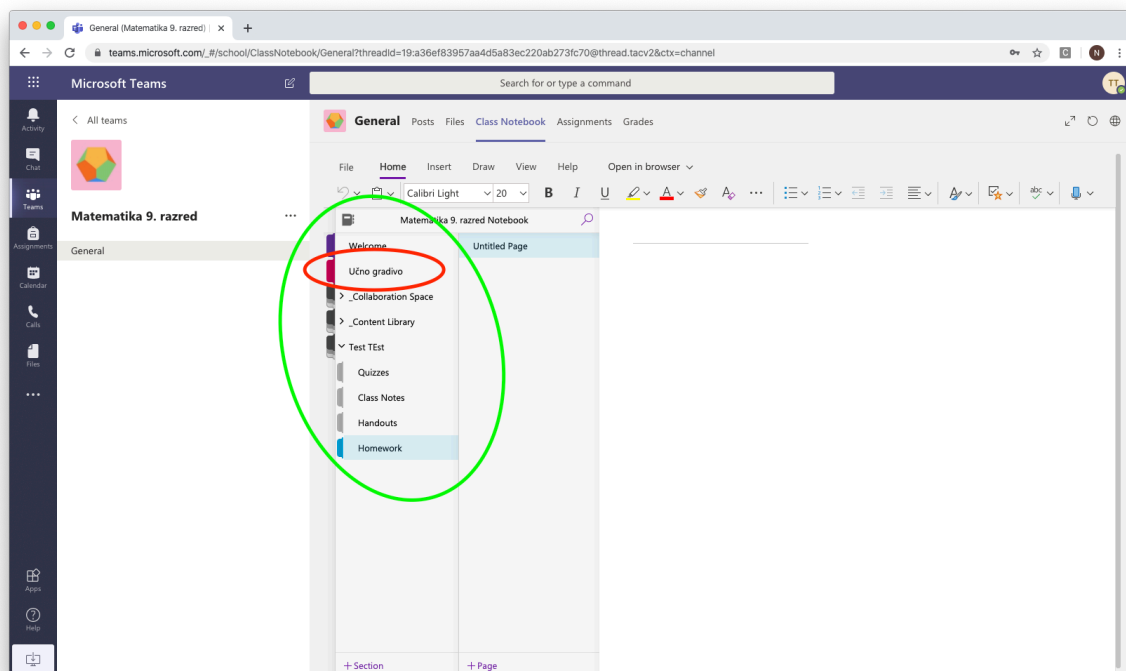 General (Matematika 9. razred)
teams.microsoft.com/_#/school/ClassNotebook/General?threadId=19:a36ef83957aa4d5a83ec220ab273fc70@thread.tacv2&ctx=channel
C
N
Microsoft Teams
Search for or type a command
TT
Activity
Chat
Teams
Assignments
Calendar
Calls
Files
Apps
Help
All teams
Matematika 9. razred
General
General Posts Files Class Notebook Assignments Grades
File Home Insert Draw View Help Open in browser
Calibri Light 20 B I U A A abc
Matematika 9. razred Notebook
Welcome
Učno gradivo
_Collaboration Space
_Content Library
Test TEst
Quizzes
Class Notes
Handouts
Homework
Untitled Page
+ Section
+ Page